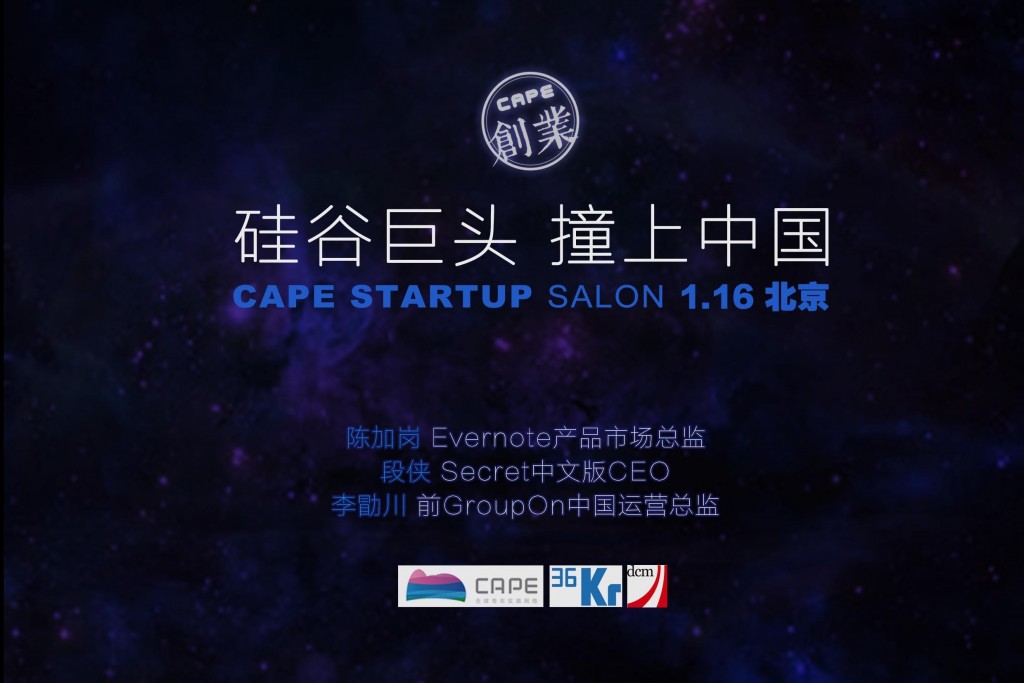 CAPE
創業
硅谷巨头 撞上中国
CAPE STARTUP SALON 1.16 北京
陈加岗 Evernote产品市场总监
段侠 Secret中文版CEO
李勖川 前GroupOn中国运营总监
CAPE
36Kr
dcm